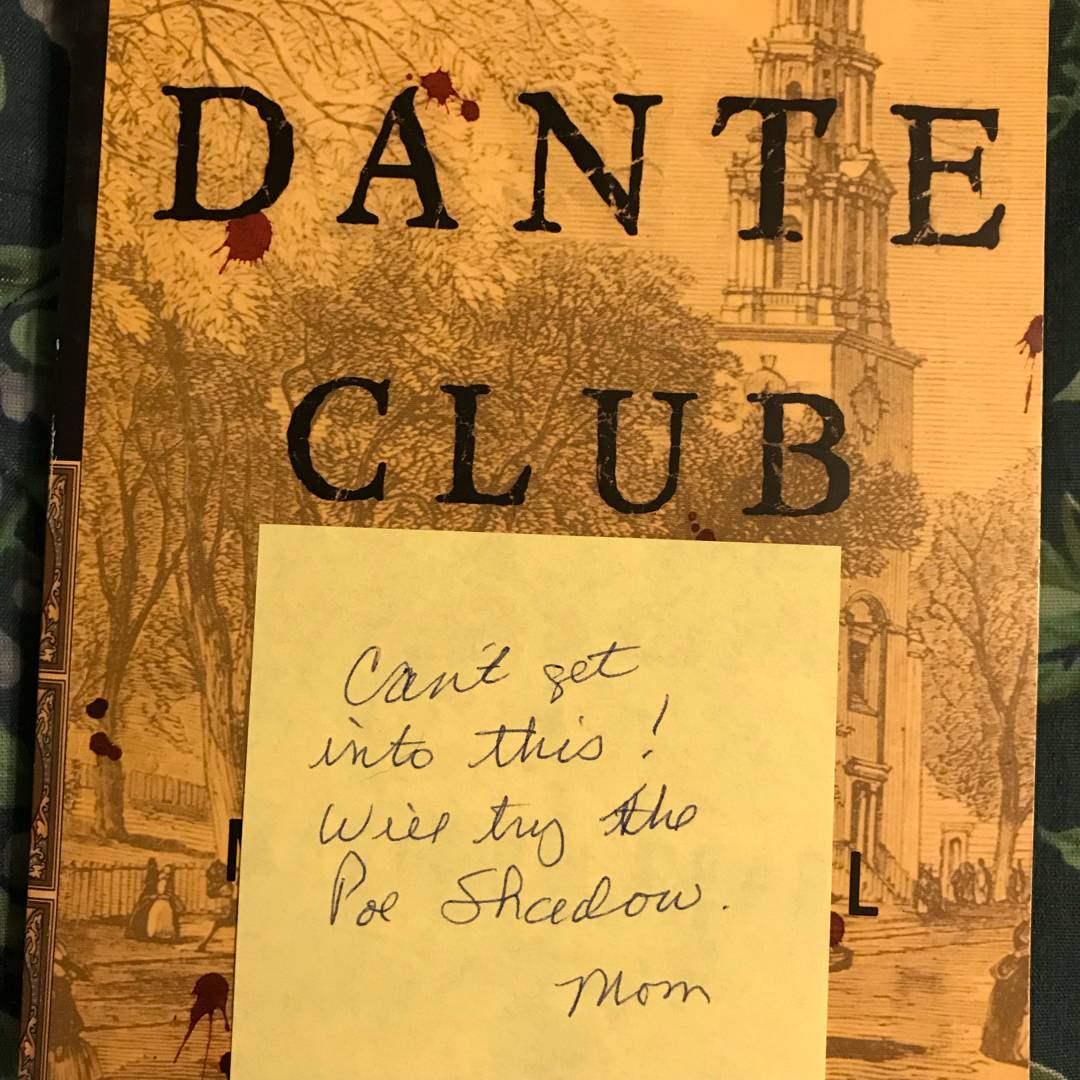 DANTE
CLUB
Can't get
into this!
Will try the
Poe Shadow.
Mom
L